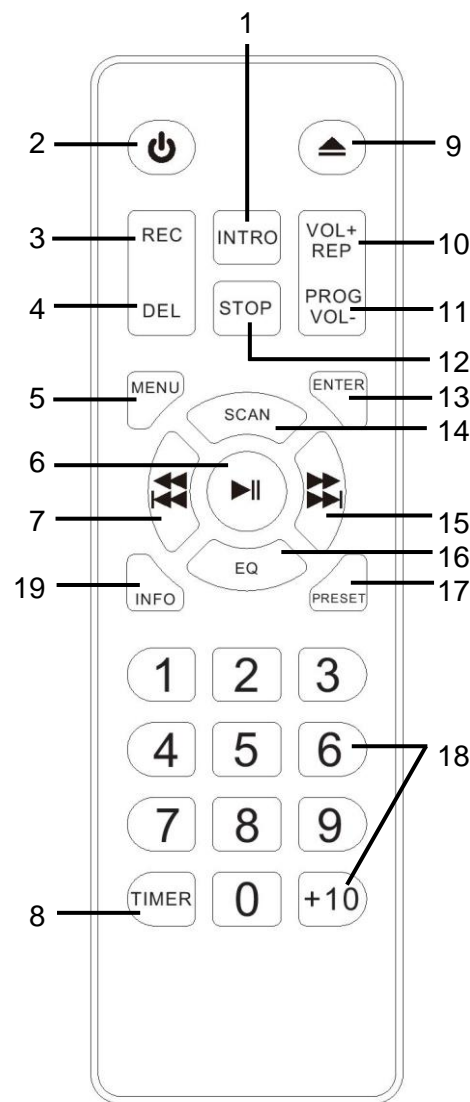 1
2
9
3
REC
INTRO
VOL+
REP
10
4
DEL
STOP
PROG
VOL-
11
12
5
MENU
ENTER
13
SCAN
14
6
7
15
16
EQ
19
INFO
PRESET
17
1 2 3
4 5 6
18
7 8 9
8
TIMER 0 +10